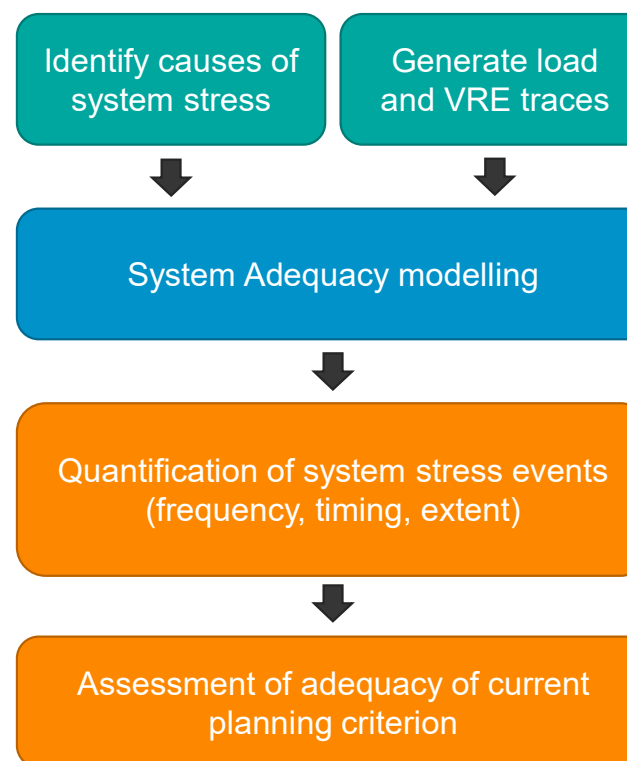 Identify causes of
system stress
Generate load
and VRE traces
System Adequacy modelling
Quantification of system stress events
(frequency, timing, extent)
Assessment of adequacy of current
planning criterion